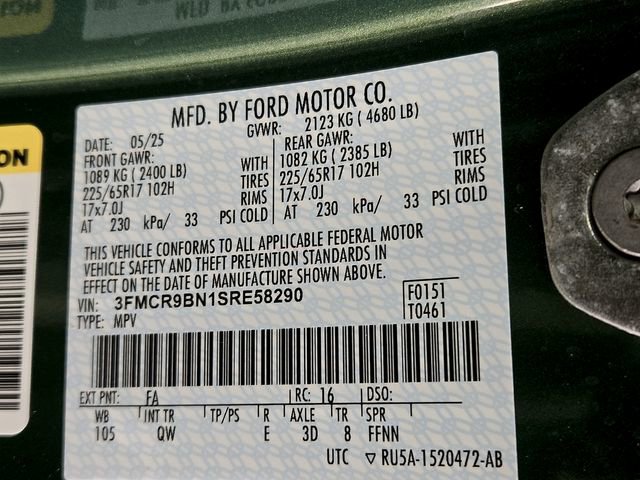 ON
MFD. BY FORD MOTOR CO.
DATE: 05/25 GVWR: 2123 KG ( 4680 LB)
FRONT GAWR: REAR GAWR:
1089 KG ( 2400 LB) WITH 1082 KG ( 2385 LB) WITH
225/65R17 102H TIRES 225/65R17 102H TIRES
17x7.0J RIMS 17x7.0J RIMS
AT 230 kPa/ 33 PSI COLD AT 230 kPa/ 33 PSI COLD
THIS VEHICLE CONFORMS TO ALL APPLICABLE FEDERAL MOTOR
VEHICLE SAFETY AND THEFT PREVENTION STANDARDS IN
EFFECT ON THE DATE OF MANUFACTURE SHOWN ABOVE.
VIN: 3FMCR9BN1SRE58290 F0151
TYPE: MPV T0461
EXT PNT: FA RC: 16 DSO:
WB INT TR TP/PS R AXLE TR SPR
105 QW E 3D 8 FFNN
UTC ▽ RU5A-1520472-AB